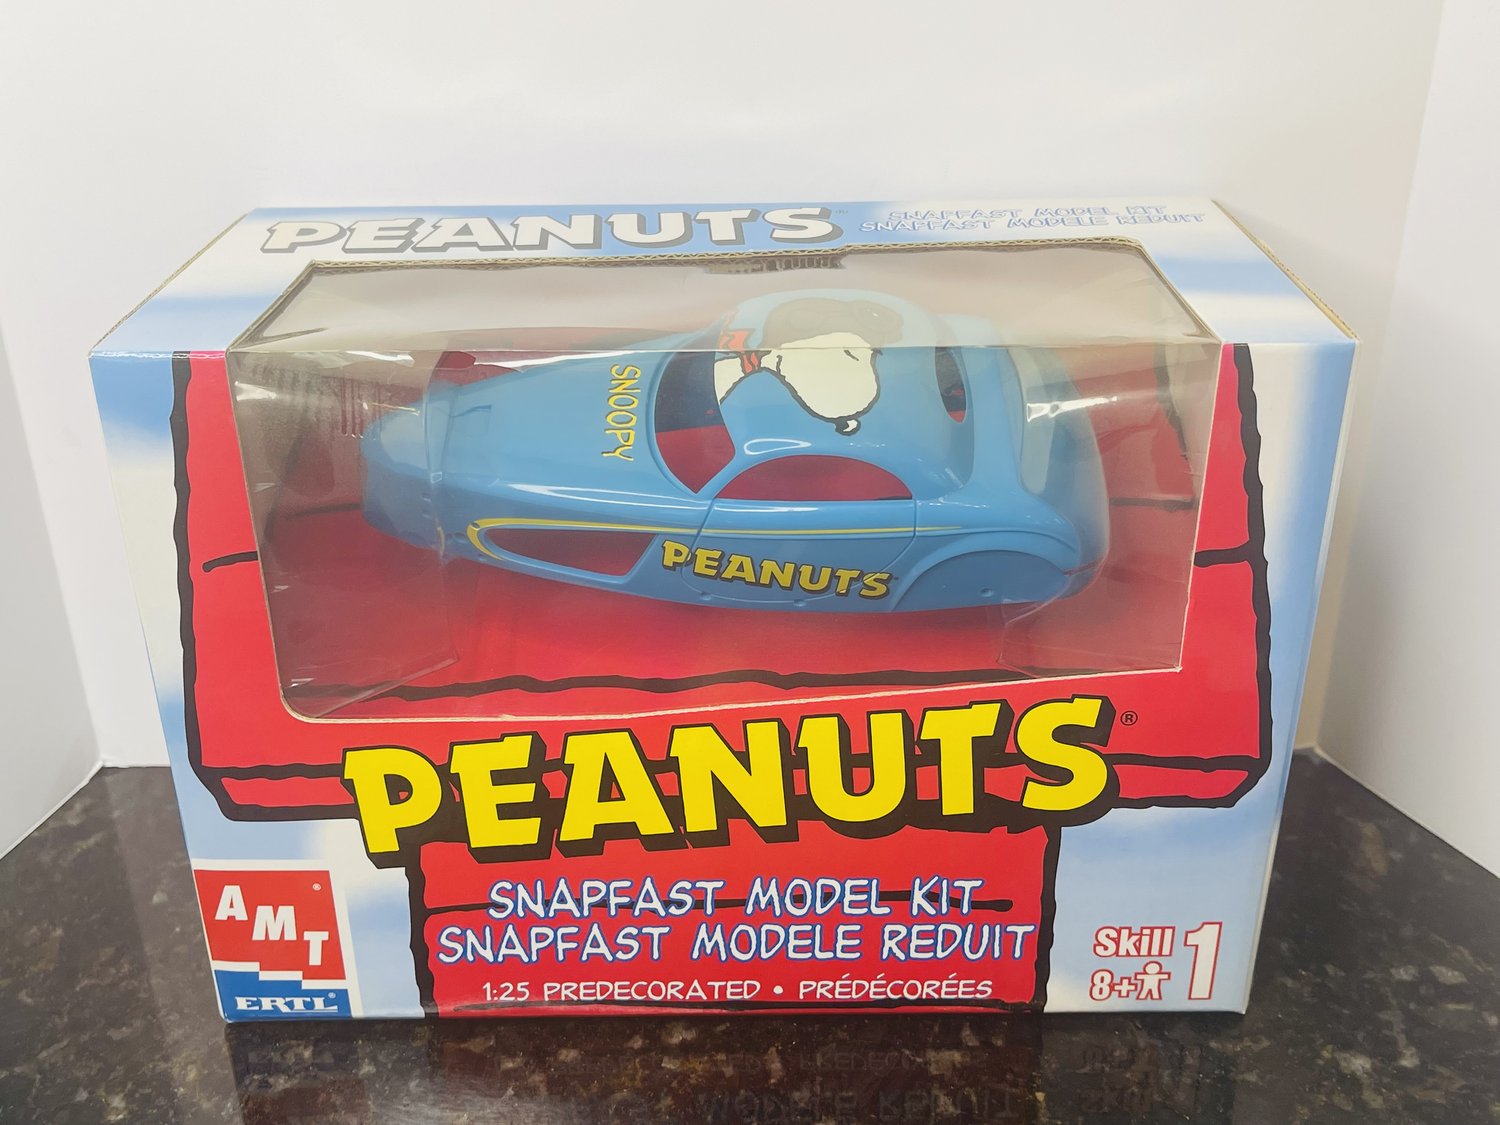 PEANUTS
SNAPFAST MODEL KIT
SNAPFAST MODELE REDUIT
SNOOPY
PEANUTS
PEANUTS®
SNAPFAST MODEL KIT
SNAPFAST MODELE REDUIT
1:25 PREDECORATED • PRÉDÉCORÉES
AMT®
ERTL®
Skill 1
8+